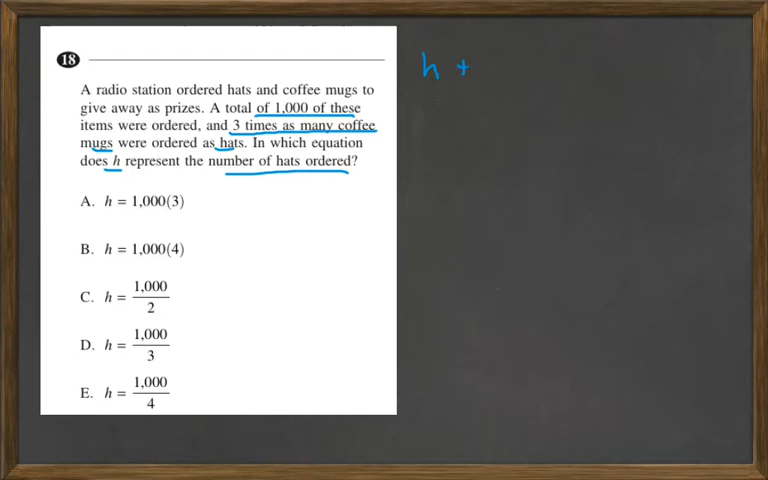 18
A radio station ordered hats and coffee mugs to
give away as prizes. A total of 1,000 of these
items were ordered, and 3 times as many coffee
mugs were ordered as hats. In which equation
does h represent the number of hats ordered?
A. h = 1,000(3)
B. h = 1,000(4)
C. h = 1,000/2
D. h = 1,000/3
E. h = 1,000/4
h +